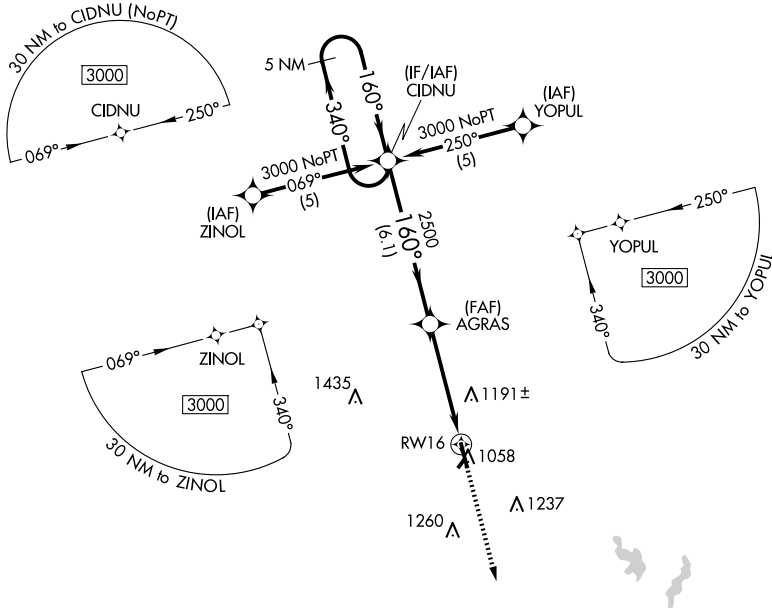 30 NM to CIDNU (NoPT)
3000
CIDNU
069°
250°
5 NM
340°
160°
(IF/IAF)
CIDNU
(IAF)
YOPUL
3000 NoPT
250°
(5)
3000 NoPT
069°
(5)
(IAF)
ZINOL
2500
160°
(6.1)
250°
YOPUL
3000
340°
30 NM to YOPUL
(FAF)
AGRAS
069°
ZINOL
3000
340°
30 NM to ZINOL
1435
1191±
RW16
1058
1237
1260